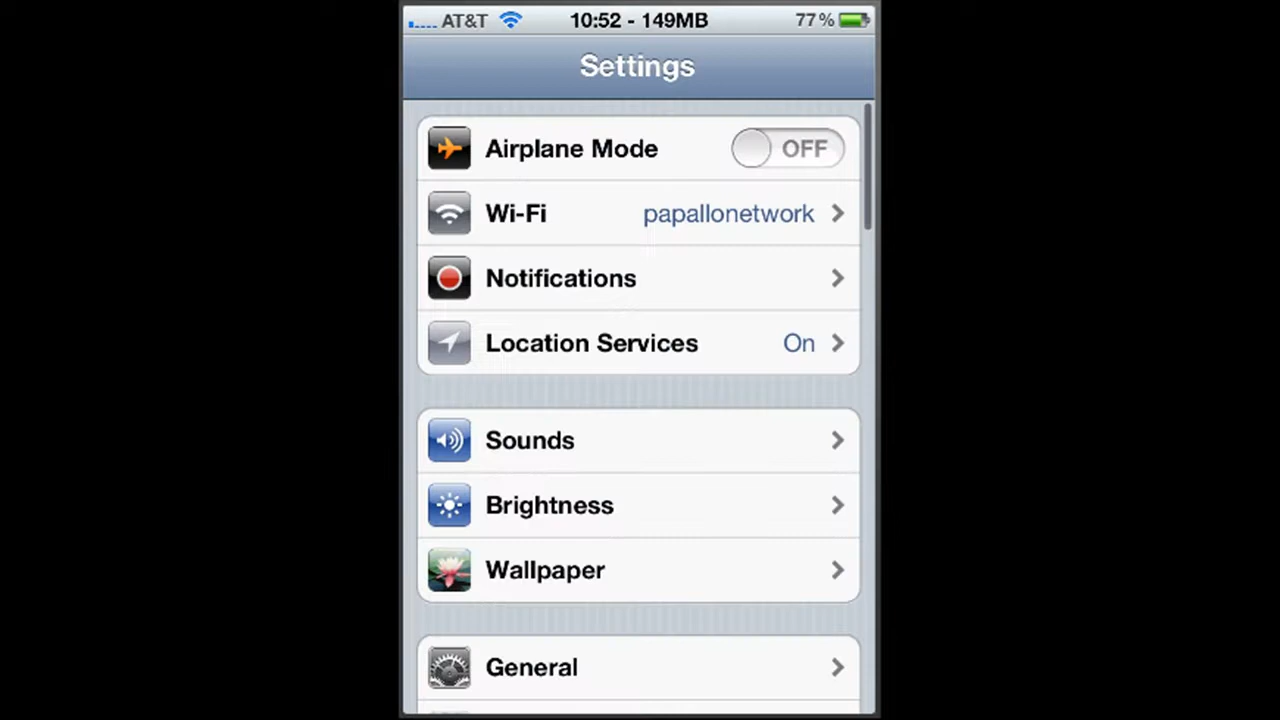 AT&T 10:52 - 149MB 77%
Settings
Airplane Mode OFF
Wi-Fi papallonetwork
Notifications
Location Services On
Sounds
Brightness
Wallpaper
General